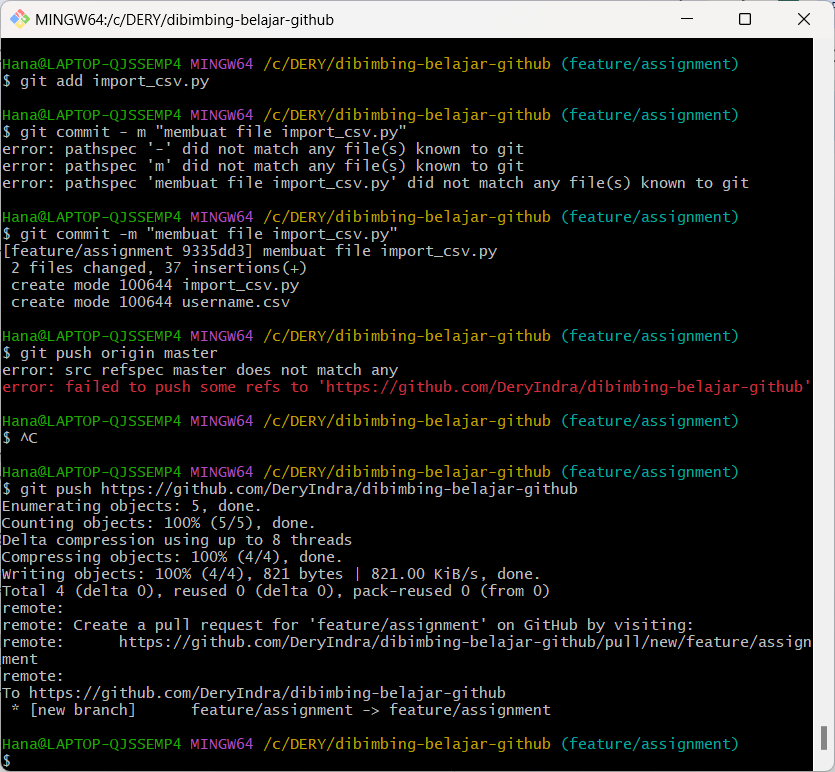 MINGW64:/c/DERY/dibimbing-belajar-github
Hana@LAPTOP-QJSSEMP4 MINGW64 /c/DERY/dibimbing-belajar-github (feature/assignment)
$ git add import_csv.py
Hana@LAPTOP-QJSSEMP4 MINGW64 /c/DERY/dibimbing-belajar-github (feature/assignment)
$ git commit - m "membuat file import_csv.py"
error: pathspec '-' did not match any file(s) known to git
error: pathspec 'm' did not match any file(s) known to git
error: pathspec 'membuat file import_csv.py' did not match any file(s) known to git
Hana@LAPTOP-QJSSEMP4 MINGW64 /c/DERY/dibimbing-belajar-github (feature/assignment)
$ git commit -m "membuat file import_csv.py"
[feature/assignment 9335dd3] membuat file import_csv.py
 2 files changed, 37 insertions(+)
 create mode 100644 import_csv.py
 create mode 100644 username.csv
Hana@LAPTOP-QJSSEMP4 MINGW64 /c/DERY/dibimbing-belajar-github (feature/assignment)
$ git push origin master
error: src refspec master does not match any
error: failed to push some refs to 'https://github.com/DeryIndra/dibimbing-belajar-github'
Hana@LAPTOP-QJSSEMP4 MINGW64 /c/DERY/dibimbing-belajar-github (feature/assignment)
$ ^C
Hana@LAPTOP-QJSSEMP4 MINGW64 /c/DERY/dibimbing-belajar-github (feature/assignment)
$ git push https://github.com/DeryIndra/dibimbing-belajar-github
Enumerating objects: 5, done.
Counting objects: 100% (5/5), done.
Delta compression using up to 8 threads
Compressing objects: 100% (4/4), done.
Writing objects: 100% (4/4), 821 bytes | 821.00 KiB/s, done.
Total 4 (delta 0), reused 0 (delta 0), pack-reused 0 (from 0)
remote:
remote: Create a pull request for 'feature/assignment' on GitHub by visiting:
remote:      https://github.com/DeryIndra/dibimbing-belajar-github/pull/new/feature/assign
ment
remote:
To https://github.com/DeryIndra/dibimbing-belajar-github
 * [new branch]      feature/assignment -> feature/assignment
Hana@LAPTOP-QJSSEMP4 MINGW64 /c/DERY/dibimbing-belajar-github (feature/assignment)
$